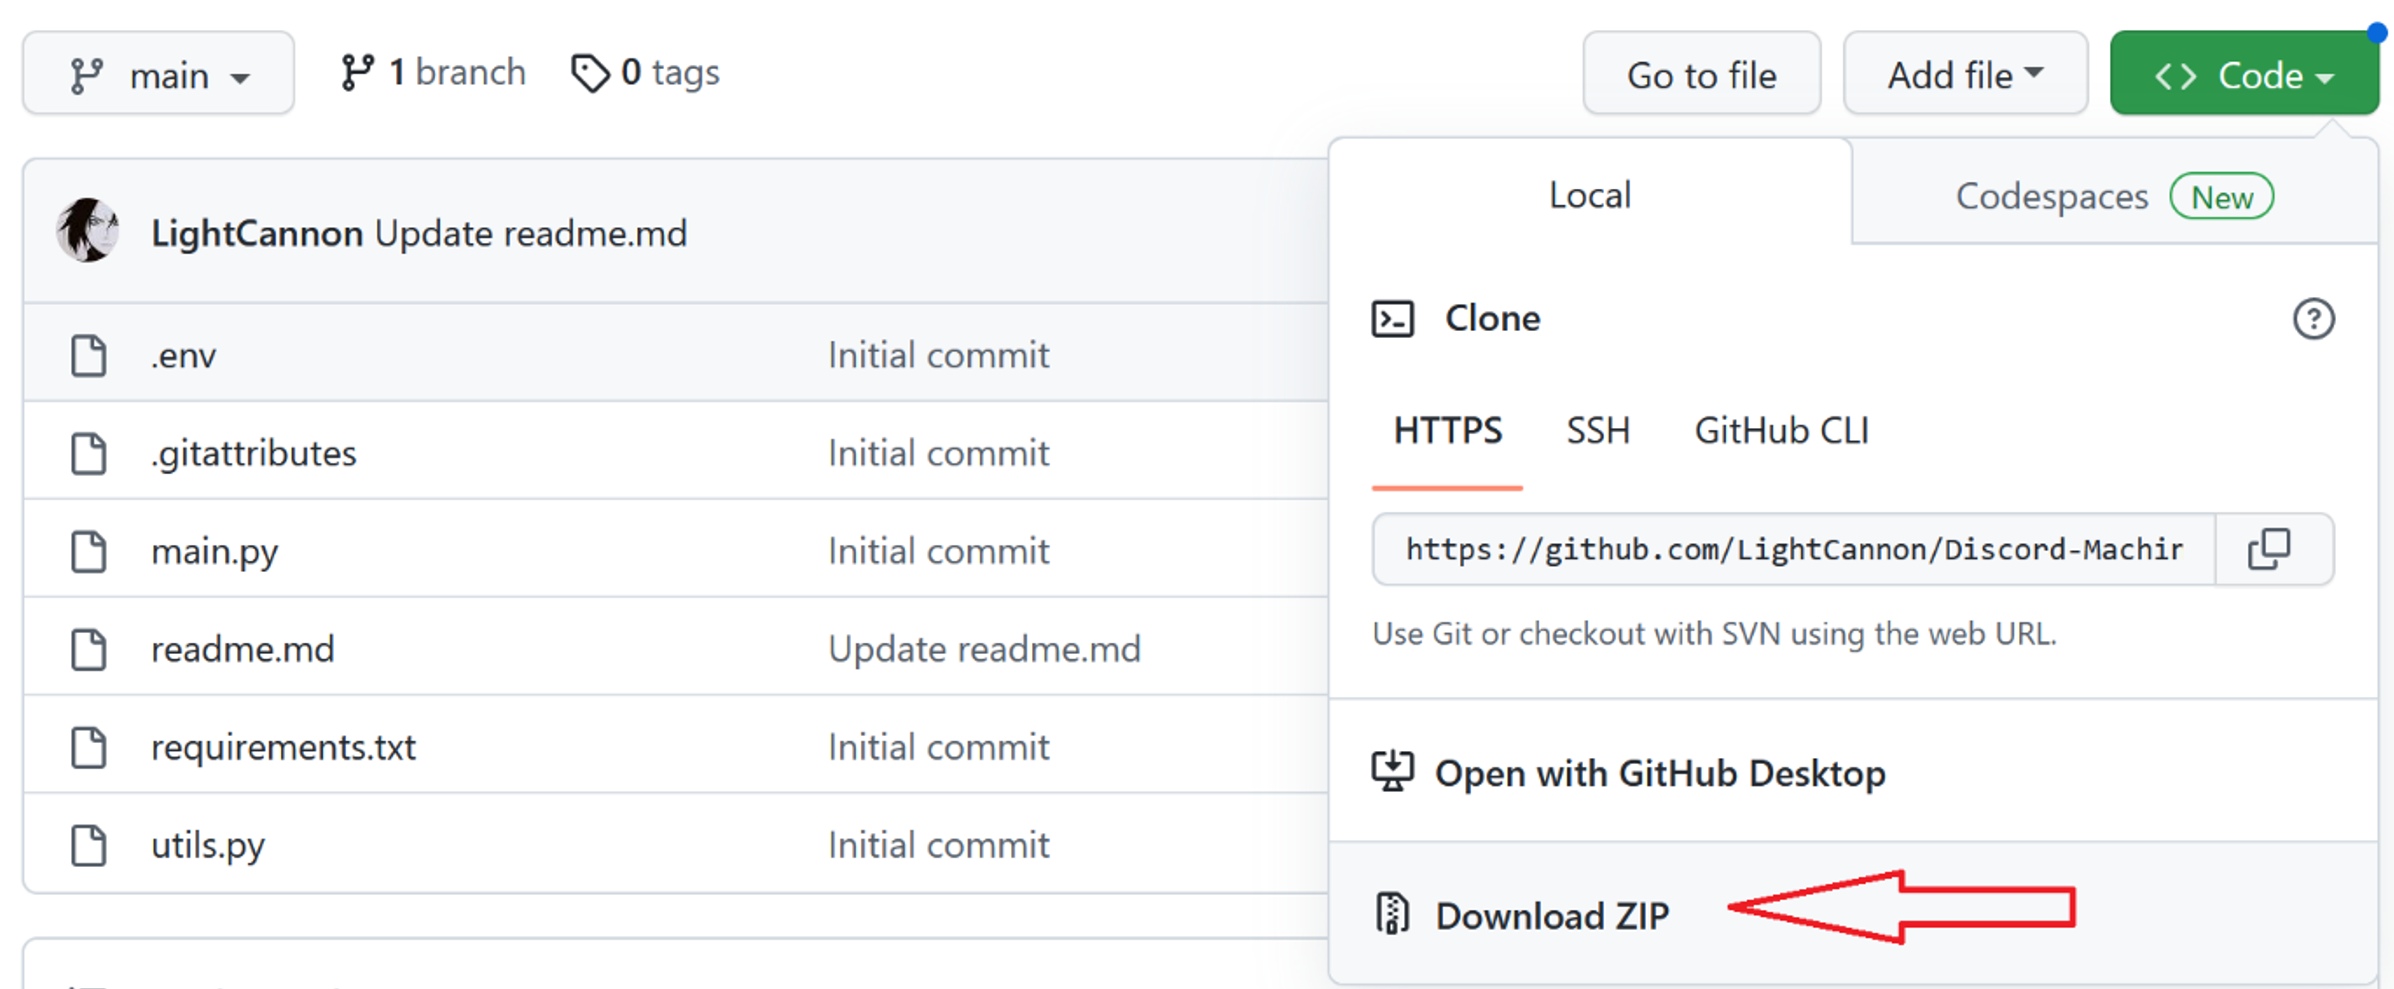 main
1 branch
0 tags
Go to file
Add file
<> Code
LightCannon Update readme.md
.env Initial commit
.gitattributes Initial commit
main.py Initial commit
readme.md Update readme.md
requirements.txt Initial commit
utils.py Initial commit
Local
Codespaces New
Clone
HTTPS SSH GitHub CLI
https://github.com/LightCannon/Discord-Machir
Use Git or checkout with SVN using the web URL.
Open with GitHub Desktop
Download ZIP